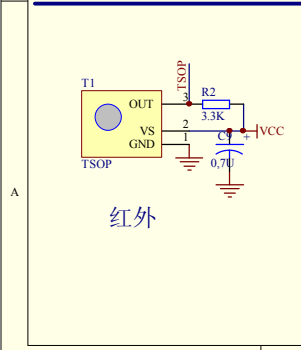 T1
TSOP
R2
OUT
3
3.3K
VS
2
VCC
GND
1
C9
+
TSOP
0,7U
A
红外